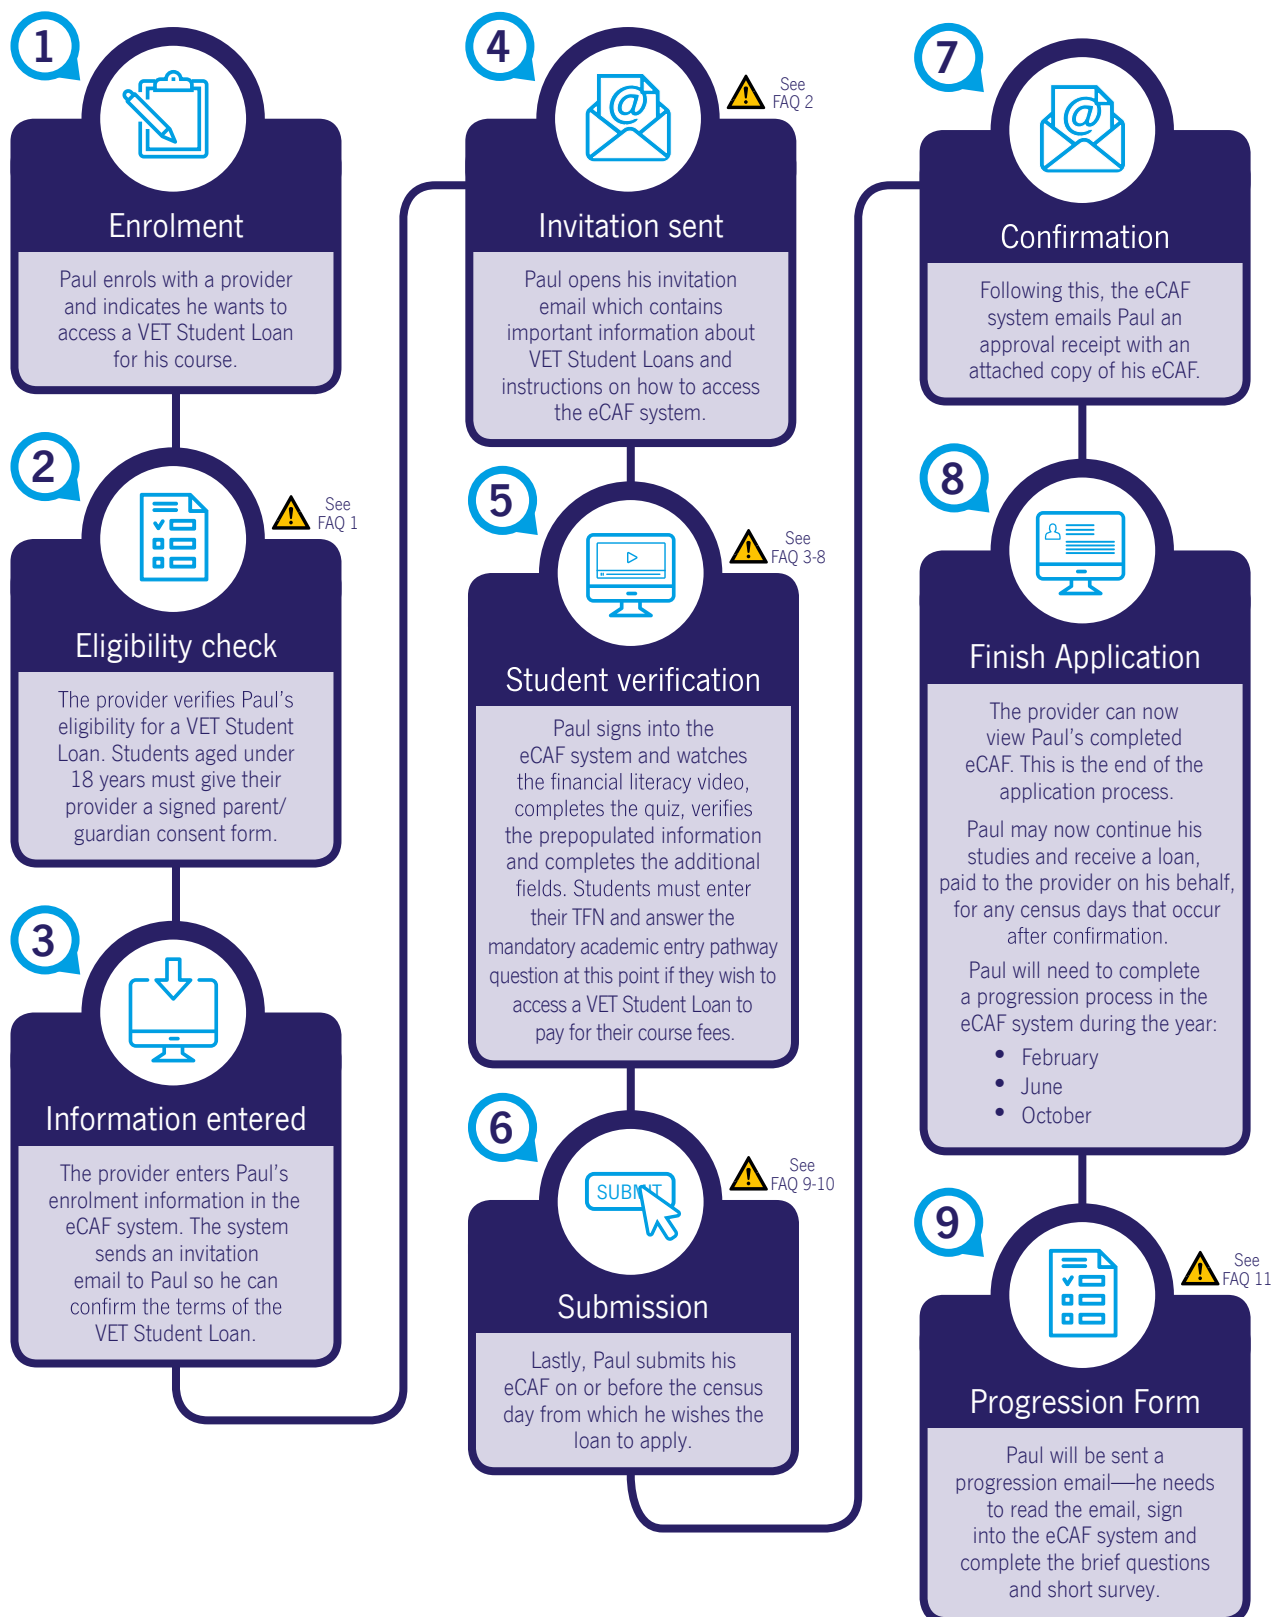 1
Enrolment
Paul enrols with a provider
and indicates he wants to
access a VET Student Loan
for his course.
2
See
FAQ 1
Eligibility check
The provider verifies Paul's
eligibility for a VET Student
Loan. Students aged under
18 years must give their
provider a signed parent/
guardian consent form.
3
Information entered
The provider enters Paul's
enrolment information in the
eCAF system. The system
sends an invitation
email to Paul so he can
confirm the terms of the
VET Student Loan.
4
@
See
FAQ 2
Invitation sent
Paul opens his invitation
email which contains
important information about
VET Student Loans and
instructions on how to access
the eCAF system.
5
See
FAQ 3-8
Student verification
Paul signs into the
eCAF system and watches
the financial literacy video,
completes the quiz, verifies
the prepopulated information
and completes the additional
fields. Students must enter
their TFN and answer the
mandatory academic entry pathway
question at this point if they wish to
access a VET Student Loan to
pay for their course fees.
6
SUBMIT
See
FAQ 9-10
Submission
Lastly, Paul submits his
eCAF on or before the census
day from which he wishes the
loan to apply.
7
@
Confirmation
Following this, the eCAF
system emails Paul an
approval receipt with an
attached copy of his eCAF.
8
Finish Application
The provider can now
view Paul's completed
eCAF. This is the end of the
application process.
Paul may now continue his
studies and receive a loan,
paid to the provider on his behalf,
for any census days that occur
after confirmation.
Paul will need to complete
a progression process in the
eCAF system during the year:
• February
• June
• October
9
See
FAQ 11
Progression Form
Paul will be sent a
progression email—he needs
to read the email, sign
into the eCAF system and
complete the brief questions
and short survey.